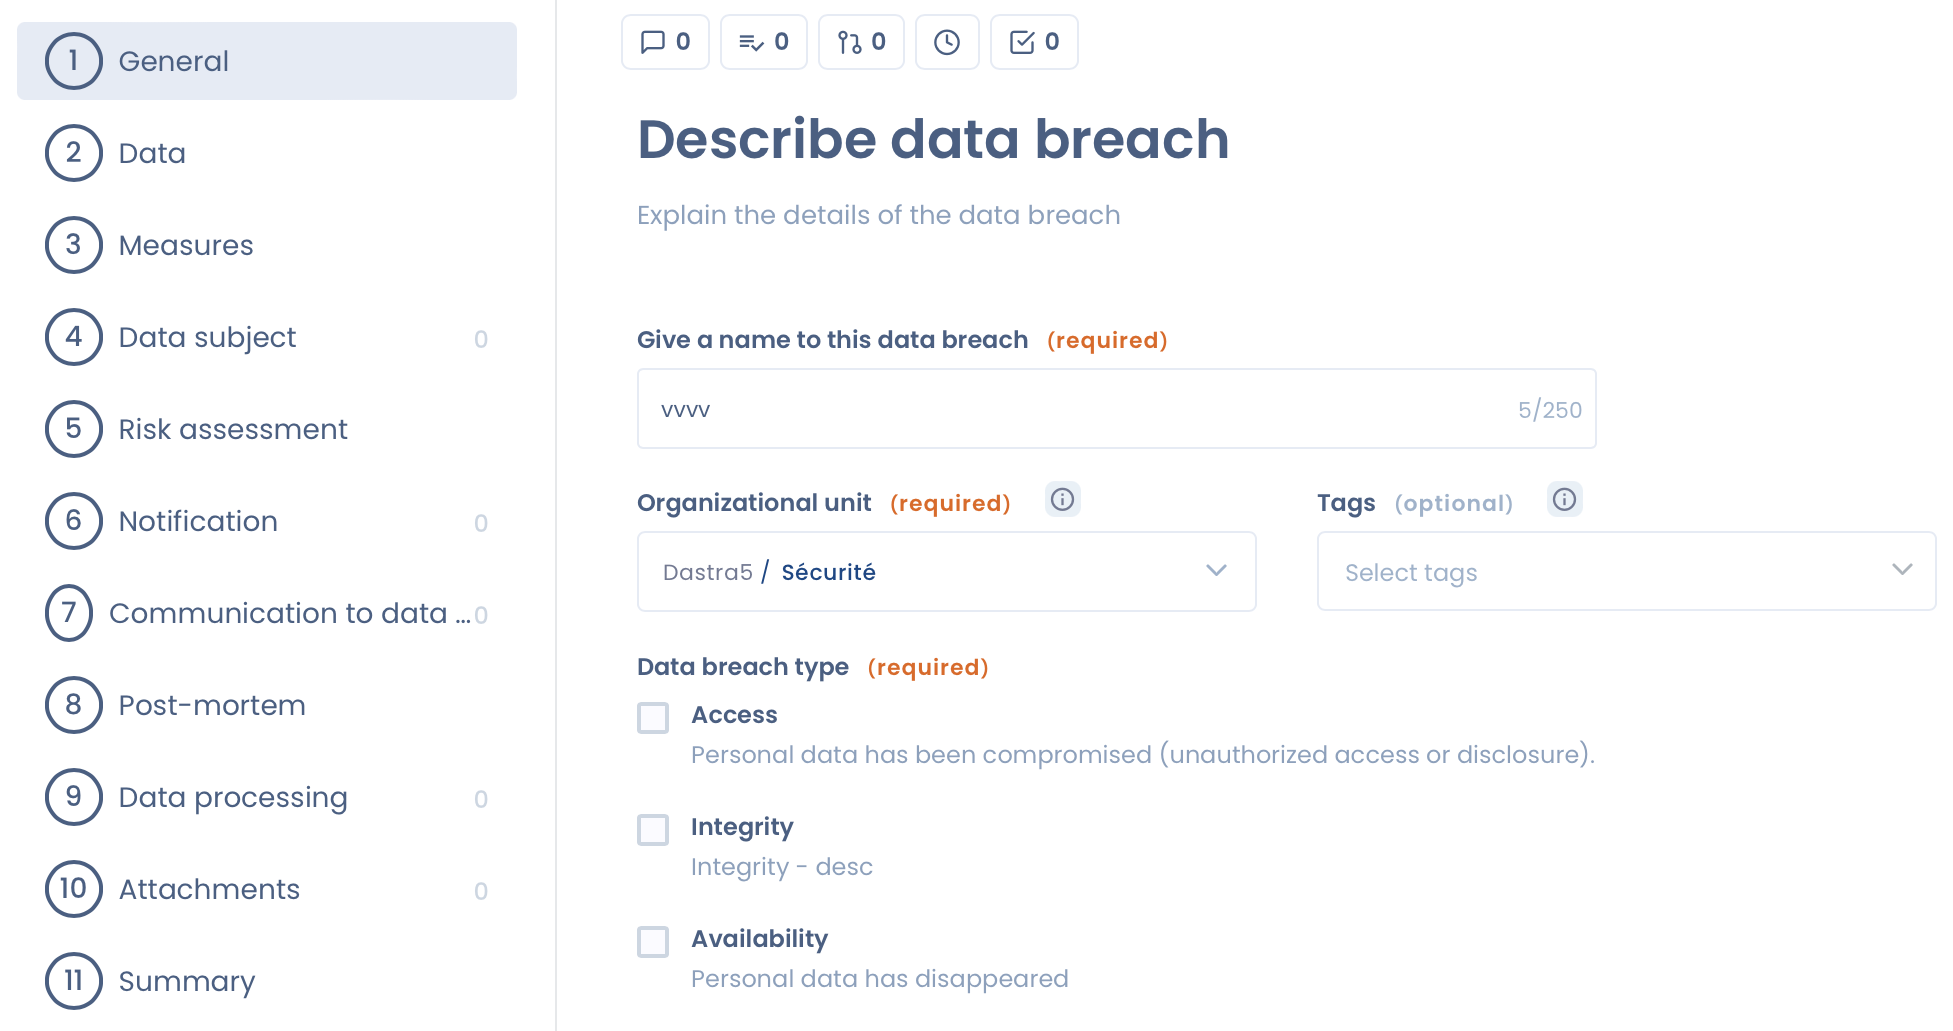 1 General
2 Data
3 Measures
4 Data subject 0
5 Risk assessment
6 Notification 0
7 Communication to data ... 0
8 Post-mortem
9 Data processing 0
10 Attachments 0
11 Summary
0 0 0 0
Describe data breach
Explain the details of the data breach
Give a name to this data breach (required)
vvvv 5/250
Organizational unit (required)
Dastra5 / Sécurité
Tags (optional)
Select tags
Data breach type (required)
Access
Personal data has been compromised (unauthorized access or disclosure).
Integrity
Integrity - desc
Availability
Personal data has disappeared